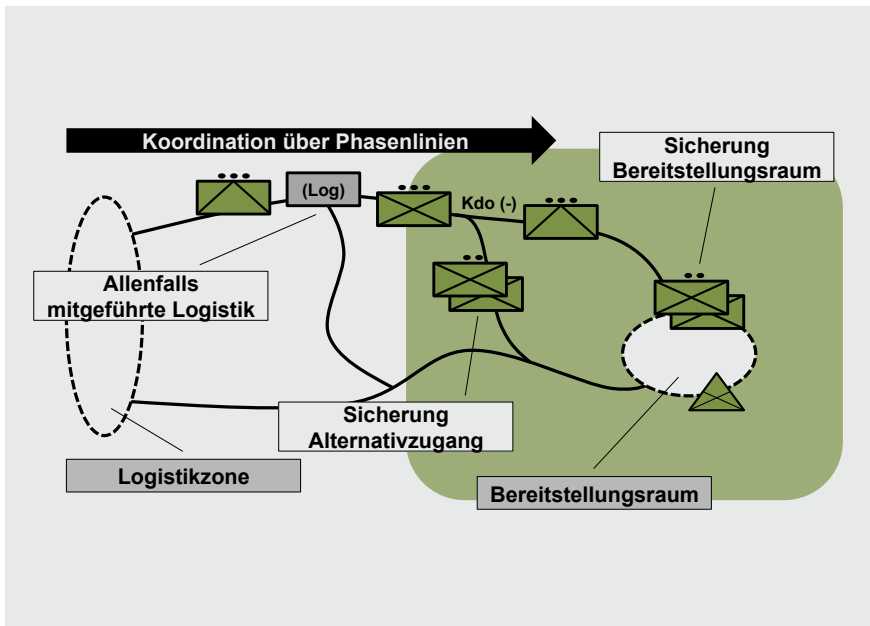 Koordination über Phasenlinien
Sicherung
Bereitstellungsraum
(Log)
Kdo (-)
Allenfalls
mitgeführte Logistik
Sicherung
Alternativzugang
Logistikzone
Bereitstellungsraum